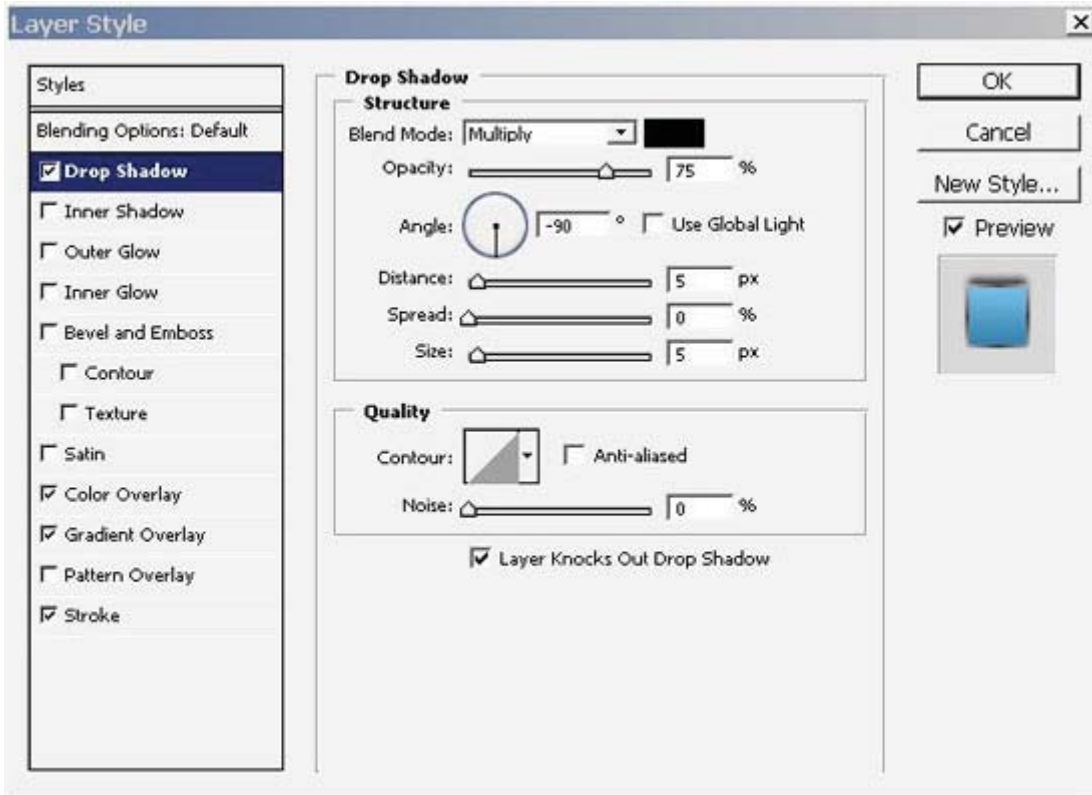 Layer Style
Styles
Blending Options: Default
Drop Shadow
Inner Shadow
Outer Glow
Inner Glow
Bevel and Emboss
Contour
Texture
Satin
Color Overlay
Gradient Overlay
Pattern Overlay
Stroke
Drop Shadow
Structure
Blend Mode: Multiply
Opacity: 75 %
Angle: -90 ° Use Global Light
Distance: 5 px
Spread: 0 %
Size: 5 px
Quality
Contour: Anti-aliased
Noise: 0 %
Layer Knocks Out Drop Shadow
OK
Cancel
New Style...
Preview